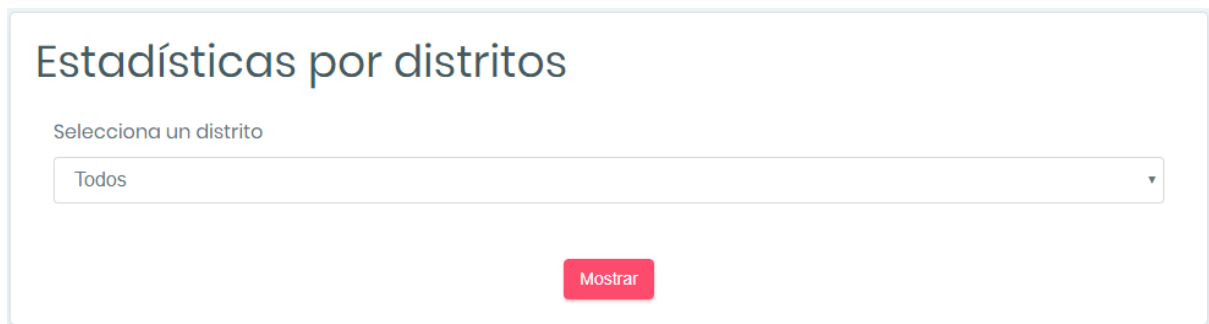 Estadísticas por distritos
Selecciona un distrito
Todos
Mostrar